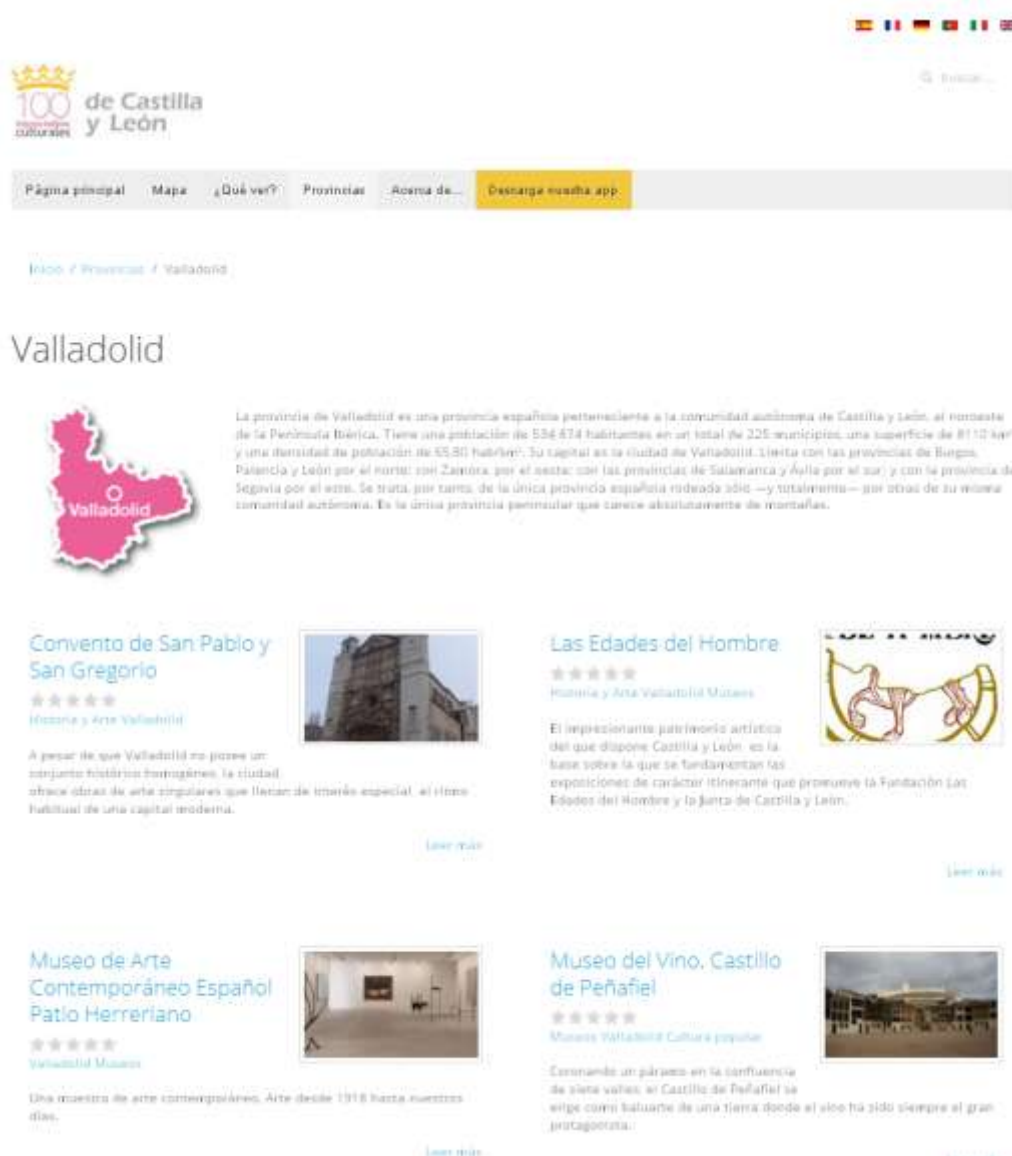 Buscar...
100
culturales
de Castilla
y León
Página principal Mapa ¿Qué ver? Provincias Acerca de... Descarga nuestra app
Inicio / Provincias / Valladolid
Valladolid
La provincia de Valladolid es una provincia española perteneciente a la comunidad autónoma de Castilla y León, al noroeste
de la Península Ibérica. Tiene una población de 534.874 habitantes en un total de 225 municipios, una superficie de 8110 km²
y una densidad de población de 65,80 hab/km². Su capital es la ciudad de Valladolid. Limita con las provincias de Burgos,
Palencia y León por el norte; con Zamora, por el oeste; con las provincias de Salamanca y Ávila por el sur; y con la provincia de
Segovia por el este. Se trata, por tanto, de la única provincia española rodeada sólo —y totalmente— por otras de su misma
comunidad autónoma. Es la única provincia peninsular que carece absolutamente de montañas.
Valladolid
Convento de San Pablo y
San Gregorio
Historia y Arte Valladolid
A pesar de que Valladolid no posee un
conjunto histórico homogéneo, la ciudad
ofrece obras de arte singulares que llenan de interés especial el ritmo
habitual de una capital moderna.
Leer más
Las Edades del Hombre
Historia y Arte Valladolid Museos
El impresionante patrimonio artístico
del que dispone Castilla y León es la
base sobre la que se fundamentan las
exposiciones de carácter itinerante que promueve la Fundación Las
Edades del Hombre y la Junta de Castilla y León.
Leer más
Museo de Arte
Contemporáneo Español
Patio Herreriano
Valladolid Museos
Una muestra de arte contemporáneo. Arte desde 1918 hasta nuestros
días.
Leer más
Museo del Vino. Castillo
de Peñafiel
Museos Valladolid Cultura popular
Coronando un páramo en la confluencia
de siete valles, el Castillo de Peñafiel se
erige como baluarte de una tierra donde el vino ha sido siempre el gran
protagonista.